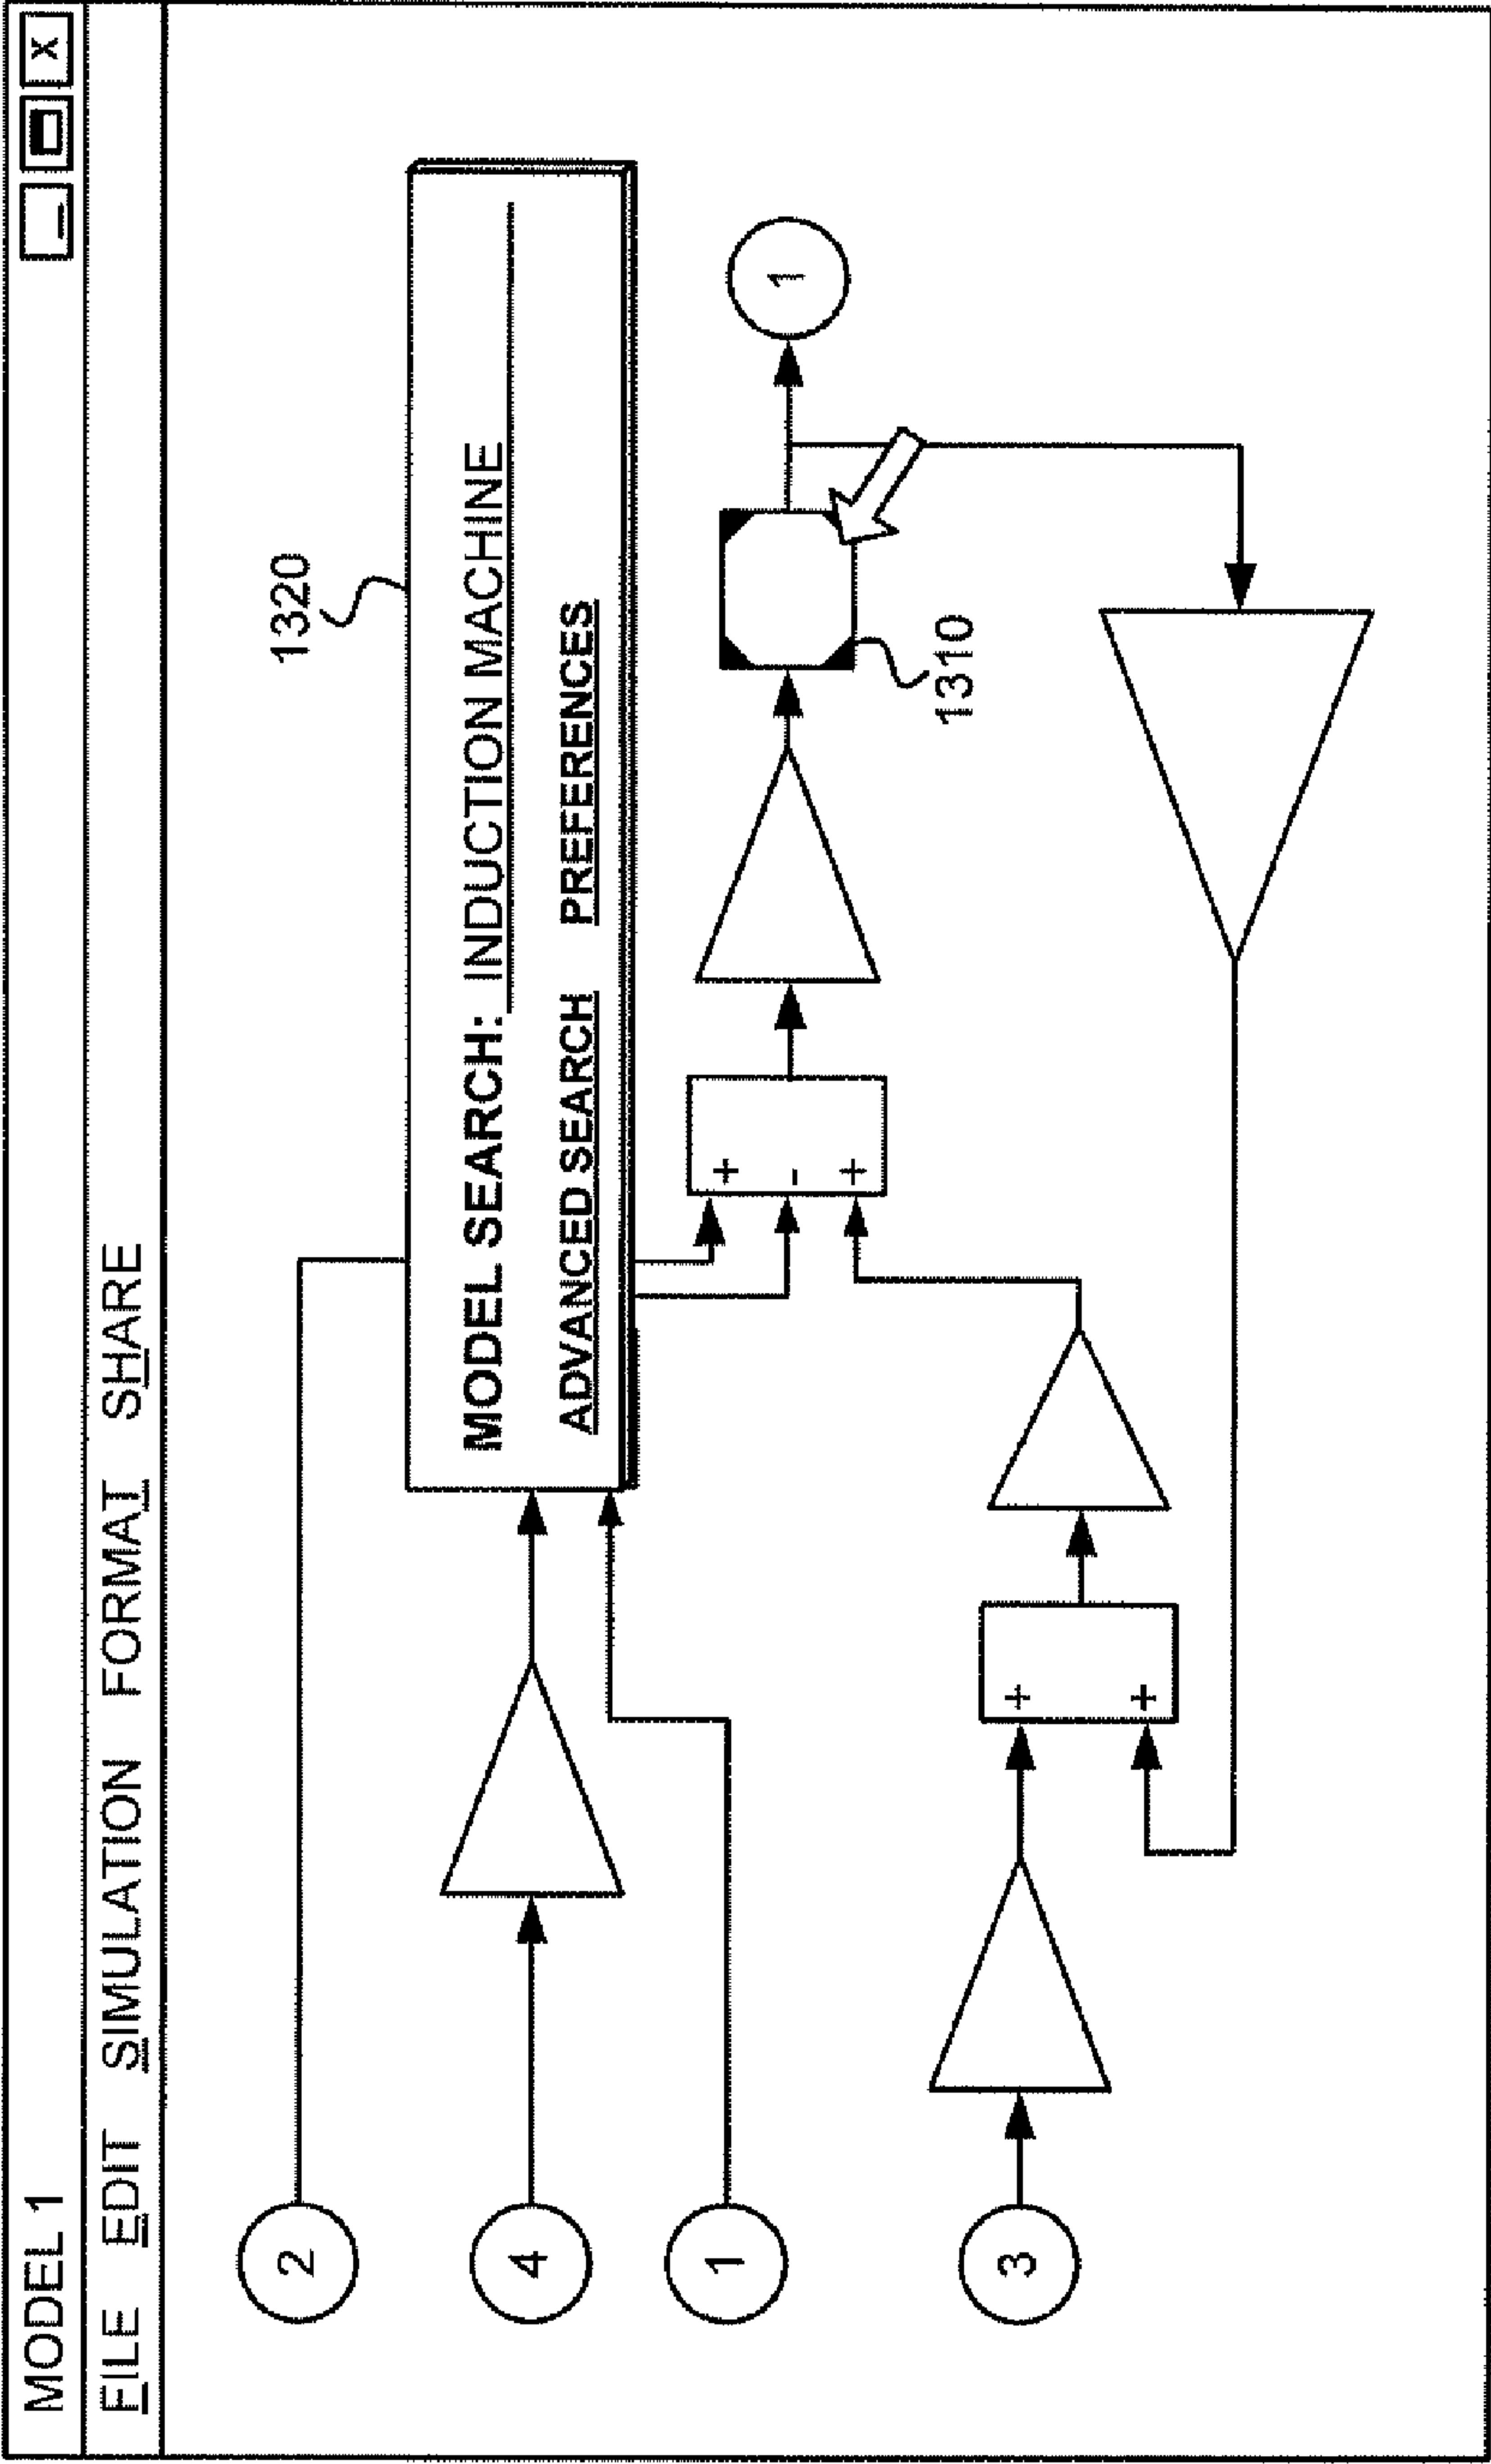 MODEL 1
_ X
FILE EDIT SIMULATION FORMAT SHARE
1320
2
MODEL SEARCH: INDUCTION MACHINE
ADVANCED SEARCH PREFERENCES
4
1
+
-
+
1
1310
3
+
+